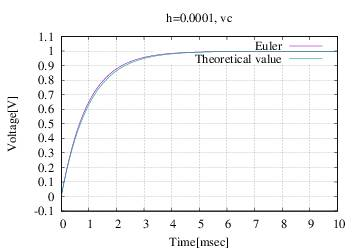 h=0.0001, vc
1.1
1
0.9
0.8
0.7
0.6
0.5
0.4
0.3
0.2
0.1
0
-0.1
Voltage[V]
Euler
Theoretical value
0 1 2 3 4 5 6 7 8 9 10
Time[msec]